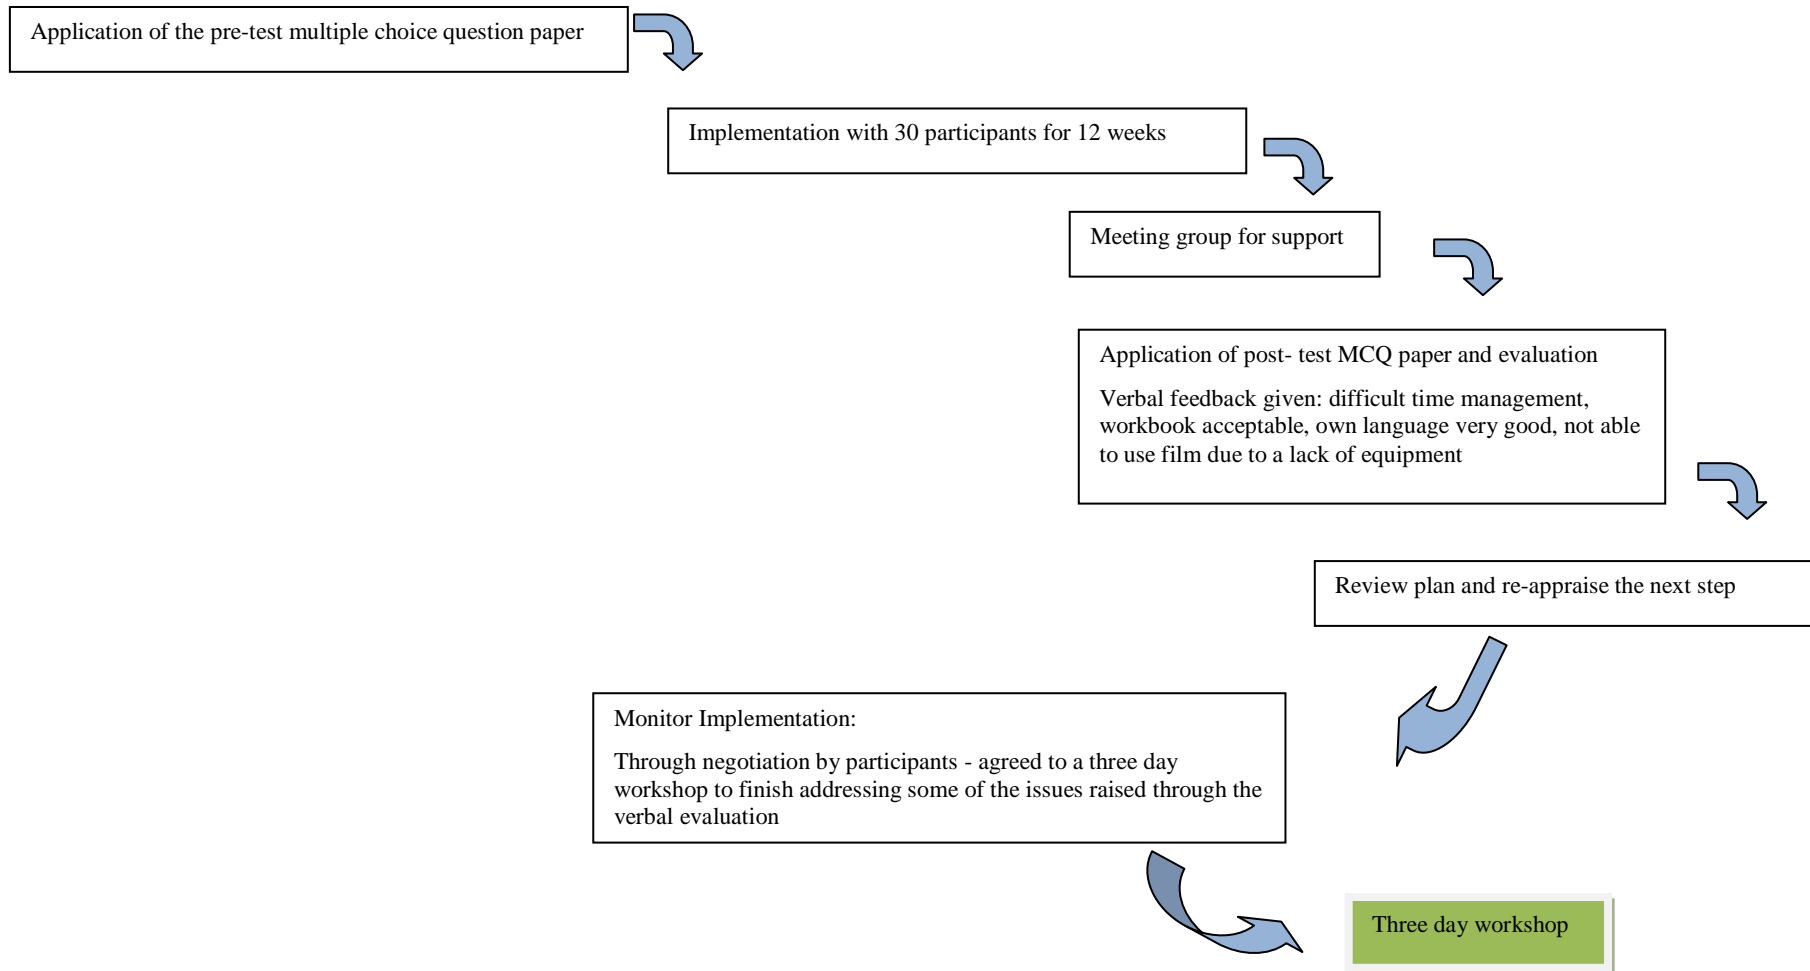 Application of the pre-test multiple choice question paper
Implementation with 30 participants for 12 weeks
Meeting group for support
Application of post- test MCQ paper and evaluation
Verbal feedback given: difficult time management,
workbook acceptable, own language very good, not able
to use film due to a lack of equipment
Review plan and re-appraise the next step
Monitor Implementation:
Through negotiation by participants - agreed to a three day
workshop to finish addressing some of the issues raised through the
verbal evaluation
Three day workshop